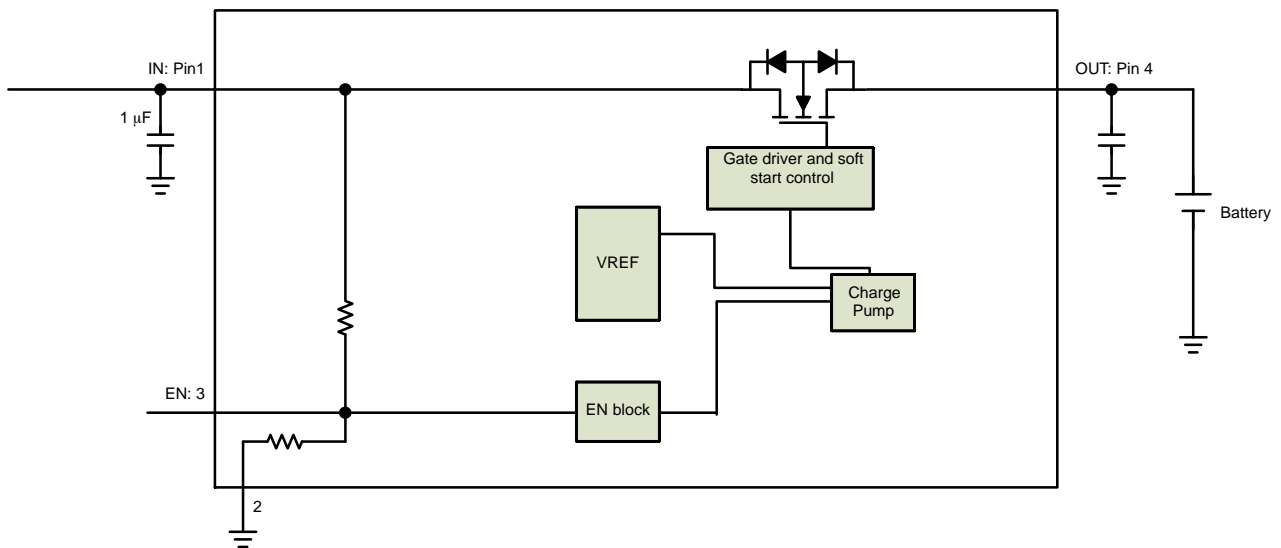 IN: Pin1
OUT: Pin 4
1 μF
Gate driver and soft
start control
Battery
VREF
Charge
Pump
EN: 3
EN block
2